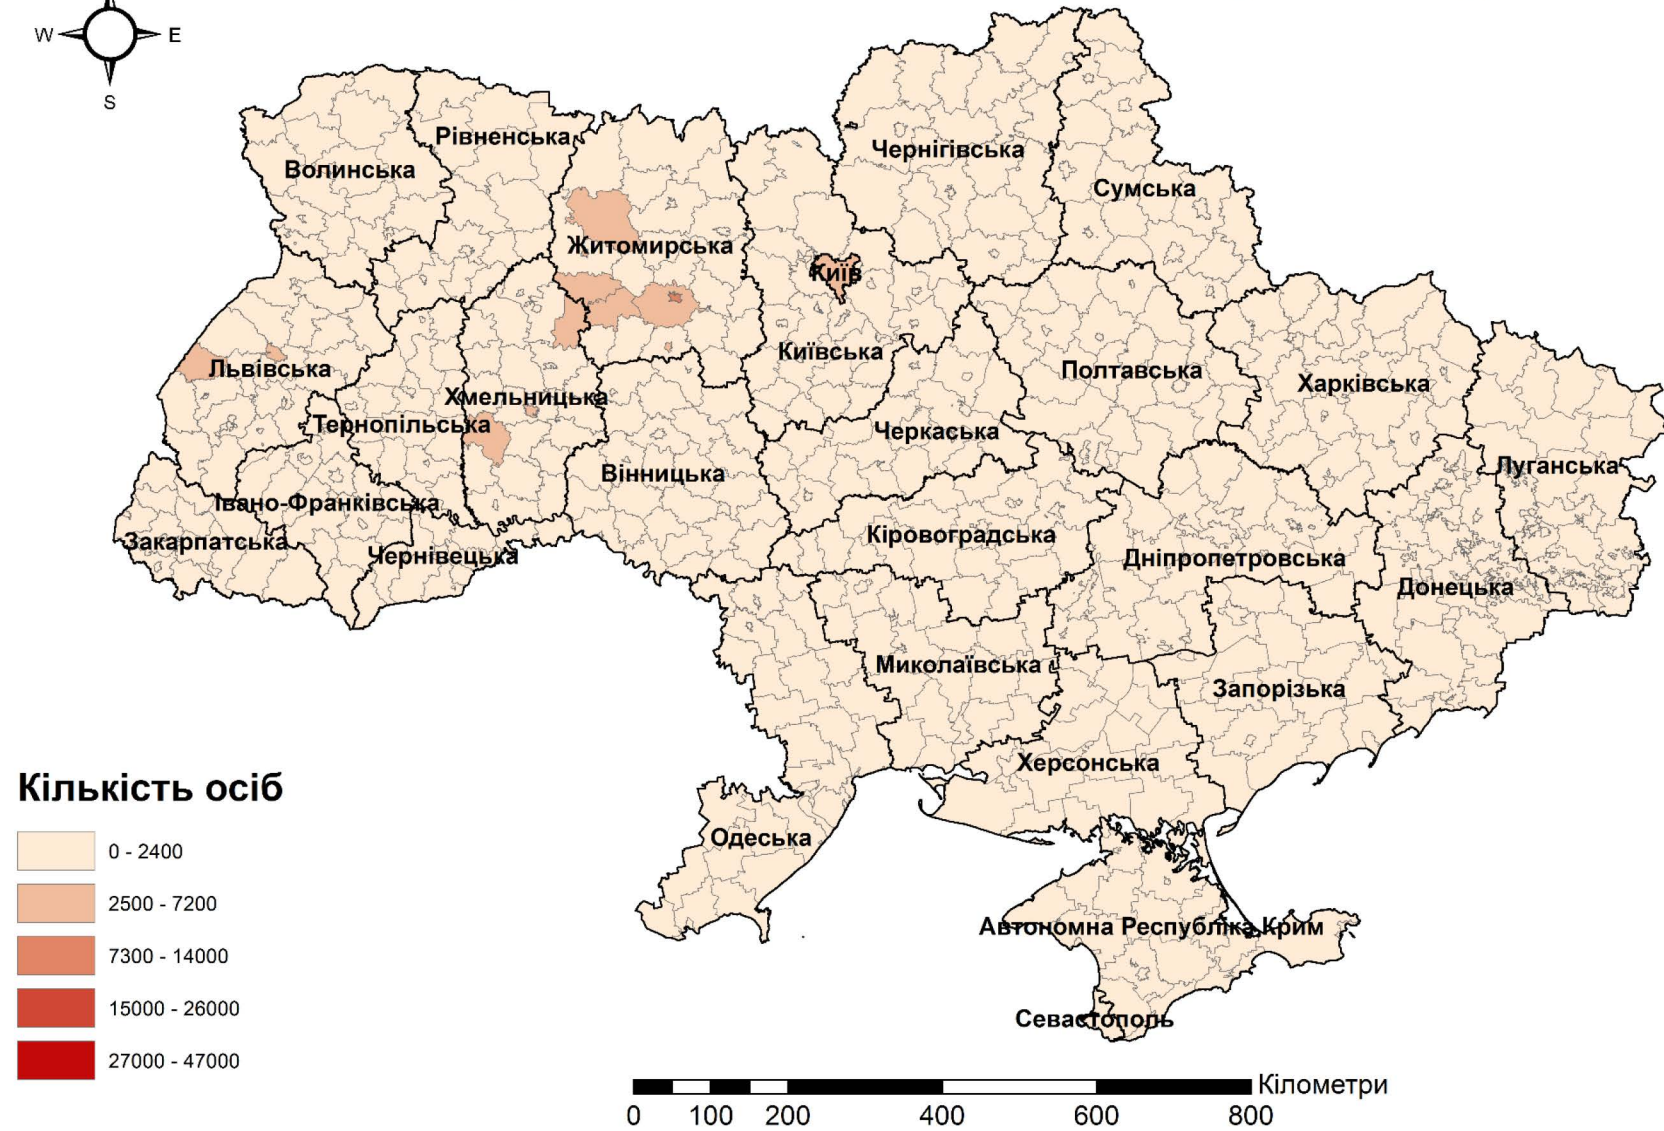 W E
S
Рівненська
Волинська
Чернігівська
Сумська
Житомирська
Київ
Київська
Львівська
Полтавська
Харківська
Хмельницька
Тернопільська
Черкаська
Луганська
Вінницька
Івано-Франківська
Кіровоградська
Закарпатська
Чернівецька
Дніпропетровська
Донецька
Миколаївська
Запорізька
Херсонська
Кількість осіб
0 - 2400
2500 - 7200
7300 - 14000
15000 - 26000
27000 - 47000
Одеська
Автономна Республіка Крим
Севастополь
Кілометри
0 100 200 400 600 800